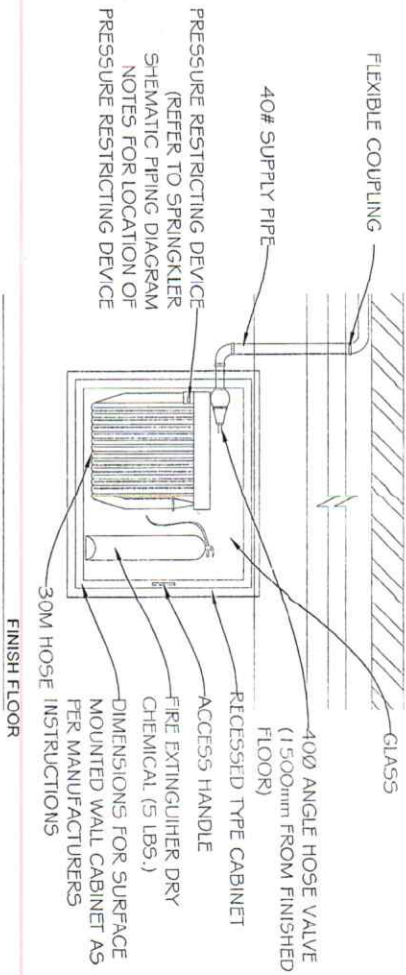 FLEXIBLE COUPLING
40# SUPPLY PIPE
PRESSURE RESTRICTING DEVICE
(REFER TO SPRINGKLER
SHEMATIC PIPING DIAGRAM
NOTES FOR LOCATION OF
PRESSURE RESTRICTING DEVICE
GLASS
40Ø ANGLE HOSE VALVE
(1500mm FROM FINISHED
FLOOR)
RECESSED TYPE CABINET
ACCESS HANDLE
FIRE EXTINGUIHER DRY
CHEMICAL (5 LBS.)
DIMENSIONS FOR SURFACE
MOUNTED WALL CABINET AS
PER MANUFACTURERS
INSTRUCTIONS
30M HOSE
FINISH FLOOR